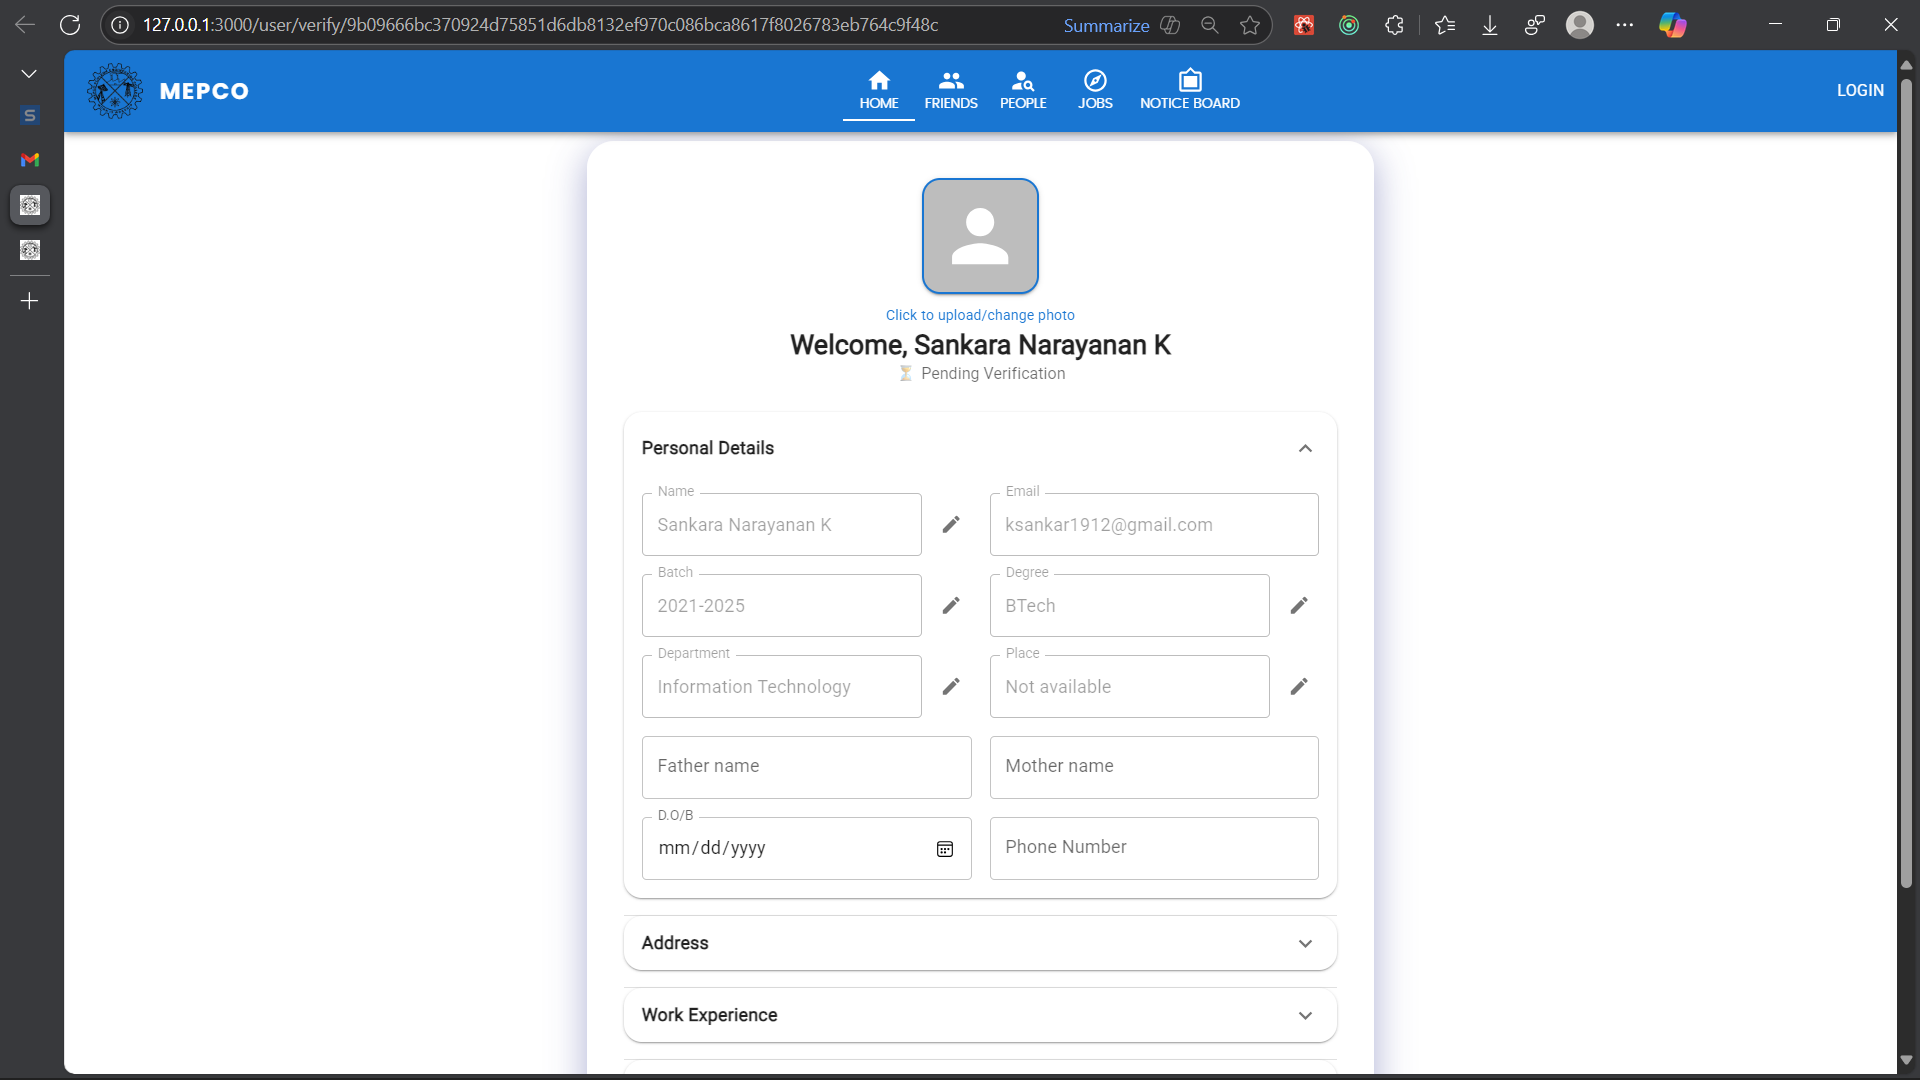 127.0.0.1:3000/user/verify/9b09666bc370924d75851d6db8132ef970c086bca8617f8026783eb764c9f48c
Summarize
MEPCO
HOME
FRIENDS
PEOPLE
JOBS
NOTICE BOARD
LOGIN
Click to upload/change photo
Welcome, Sankara Narayanan K
⏳ Pending Verification
Personal Details
Name
Sankara Narayanan K
Email
ksankar1912@gmail.com
Batch
2021-2025
Degree
BTech
Department
Information Technology
Place
Not available
Father name
Mother name
D.O/B
mm/dd/yyyy
Phone Number
Address
Work Experience